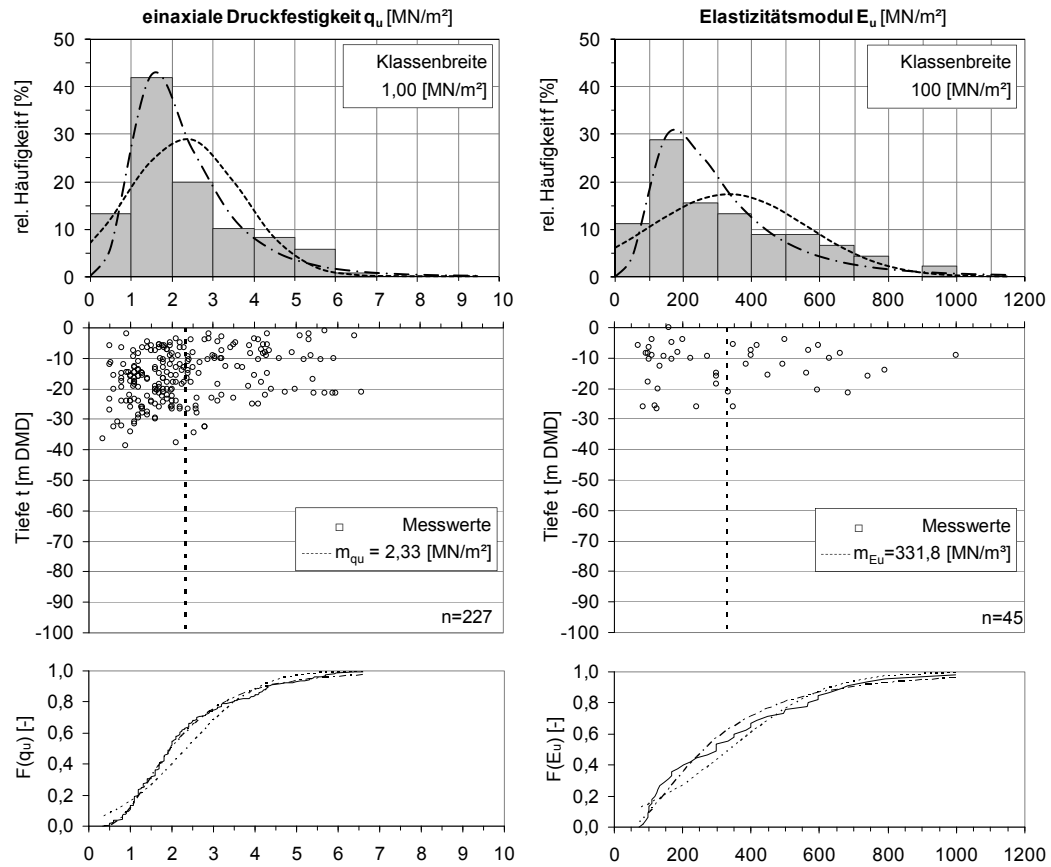 einaxiale Druckfestigkeit qu [MN/m²]
rel. Häufigkeit f [%]
50
40
30
20
10
0
Klassenbreite
1,00 [MN/m²]
0 1 2 3 4 5 6 7 8 9 10
Elastizitätsmodul Eu [MN/m²]
rel. Häufigkeit f [%]
50
40
30
20
10
0
Klassenbreite
100 [MN/m²]
0 200 400 600 800 1000 1200
Tiefe t [m DMD]
0
-10
-20
-30
-40
-50
-60
-70
-80
-90
-100
Messwerte
mqu = 2,33 [MN/m²]
n=227
Tiefe t [m DMD]
0
-10
-20
-30
-40
-50
-60
-70
-80
-90
-100
Messwerte
mEu=331,8 [MN/m³]
n=45
F(qu) [-]
1,0
0,8
0,6
0,4
0,2
0,0
0 1 2 3 4 5 6 7 8 9 10
F(Eu) [-]
1,0
0,8
0,6
0,4
0,2
0,0
0 200 400 600 800 1000 1200